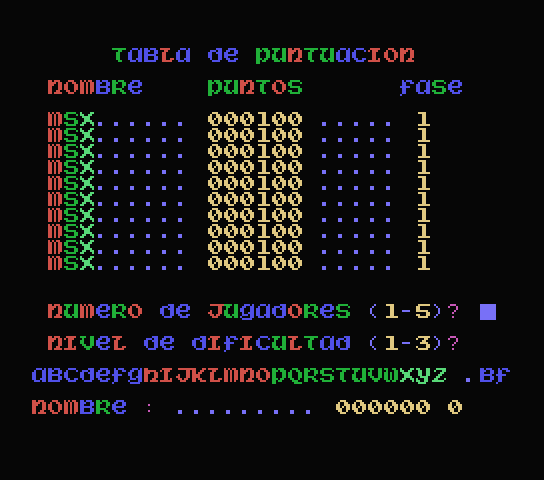 TABLA DE PUNTUACION
NOMBRE PUNTOS FASE
MSX...... 000100 ..... 1
MSX...... 000100 ..... 1
MSX...... 000100 ..... 1
MSX...... 000100 ..... 1
MSX...... 000100 ..... 1
MSX...... 000100 ..... 1
MSX...... 000100 ..... 1
MSX...... 000100 ..... 1
MSX...... 000100 ..... 1
MSX...... 000100 ..... 1
NUMERO DE JUGADORES (1-5)?
NIVEL DE DIFICULTAD (1-3)?
ABCDEFGHIJKLMNOPQRSTUVWXYZ .BF
NOMBRE : ......... 000000 0